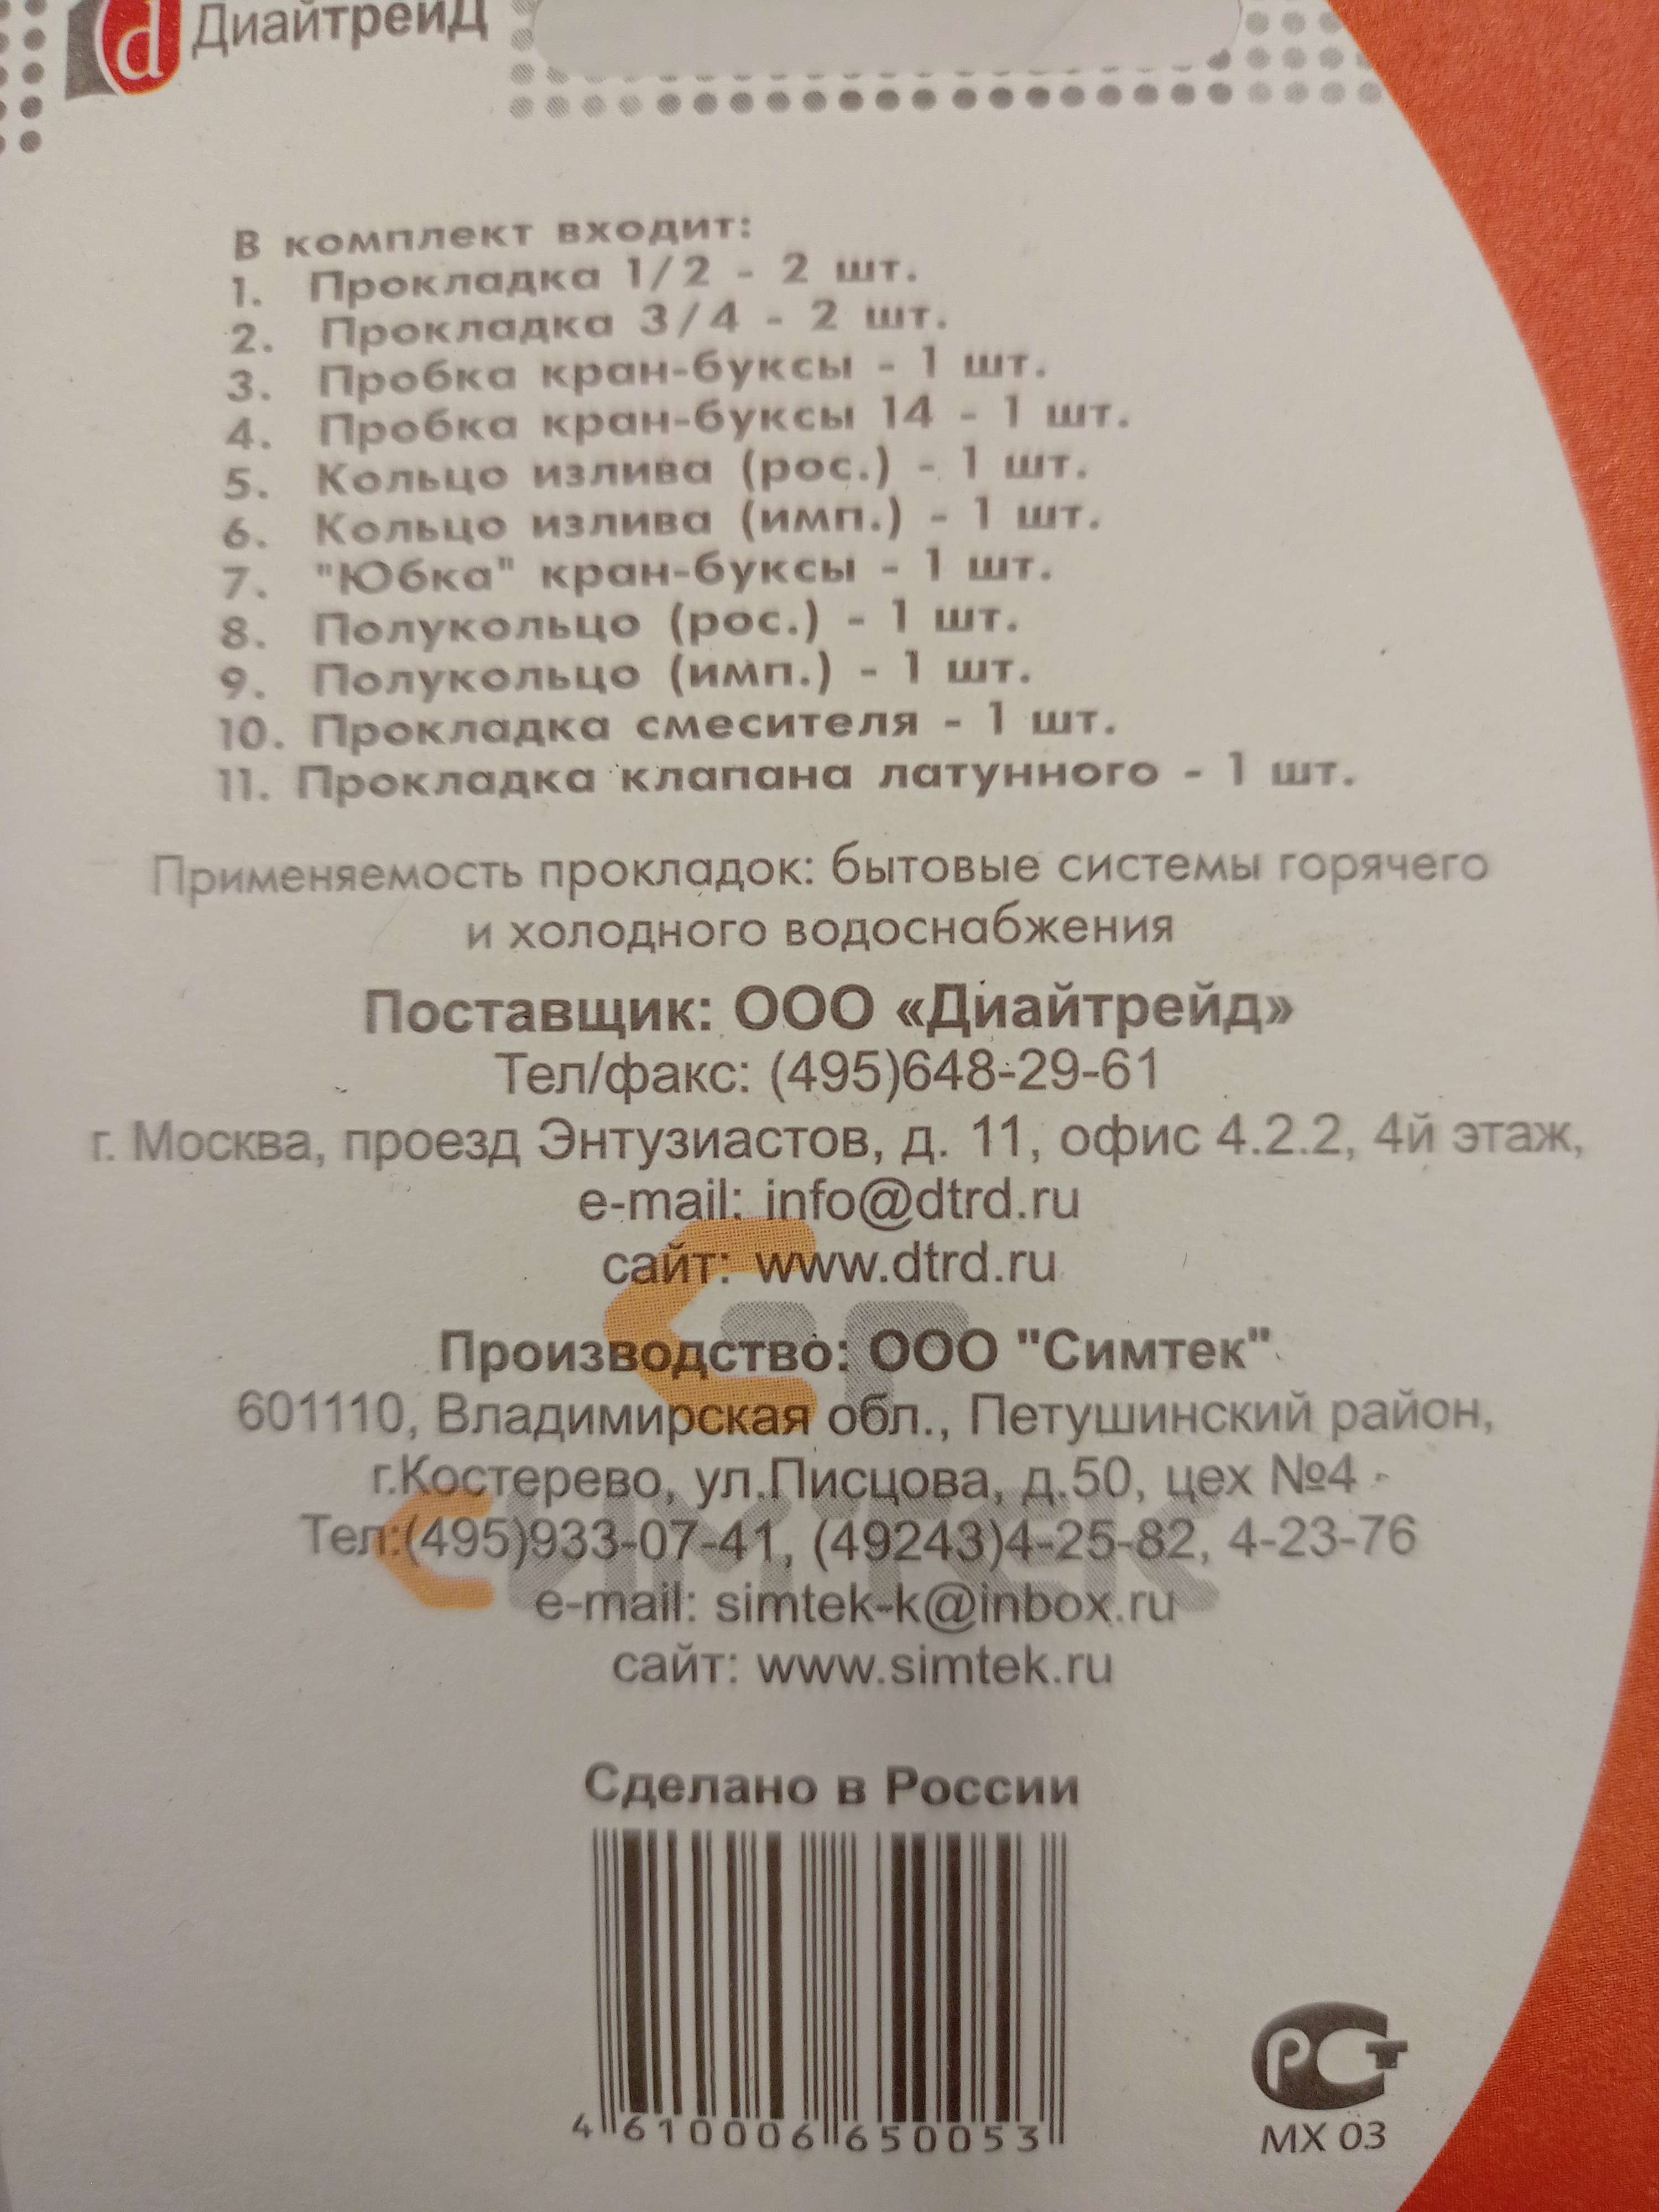 d ДиайтрейД
В комплект входит:
1. Прокладка 1/2 - 2 шт.
2. Прокладка 3/4 - 2 шт.
3. Пробка кран-буксы - 1 шт.
4. Пробка кран-буксы 14 - 1 шт.
5. Кольцо излива (рос.) - 1 шт.
6. Кольцо излива (имп.) - 1 шт.
7. "Юбка" кран-буксы - 1 шт.
8. Полукольцо (рос.) - 1 шт.
9. Полукольцо (имп.) - 1 шт.
10. Прокладка смесителя - 1 шт.
11. Прокладка клапана латунного - 1 шт.
Применяемость прокладок: бытовые системы горячего
и холодного водоснабжения
Поставщик: ООО «Диайтрейд»
Тел/факс: (495)648-29-61
г. Москва, проезд Энтузиастов, д. 11, офис 4.2.2, 4й этаж,
e-mail: info@dtrd.ru
сайт: www.dtrd.ru
Производство: ООО "Симтек"
601110, Владимирская обл., Петушинский район,
г.Костерево, ул.Писцова, д.50, цех №4
СИМТЕК
Тел:(495)933-07-41, (49243)4-25-82, 4-23-76
e-mail: simtek-k@inbox.ru
сайт: www.simtek.ru
Сделано в России
4 610006 650053
РСТ
МХ 03